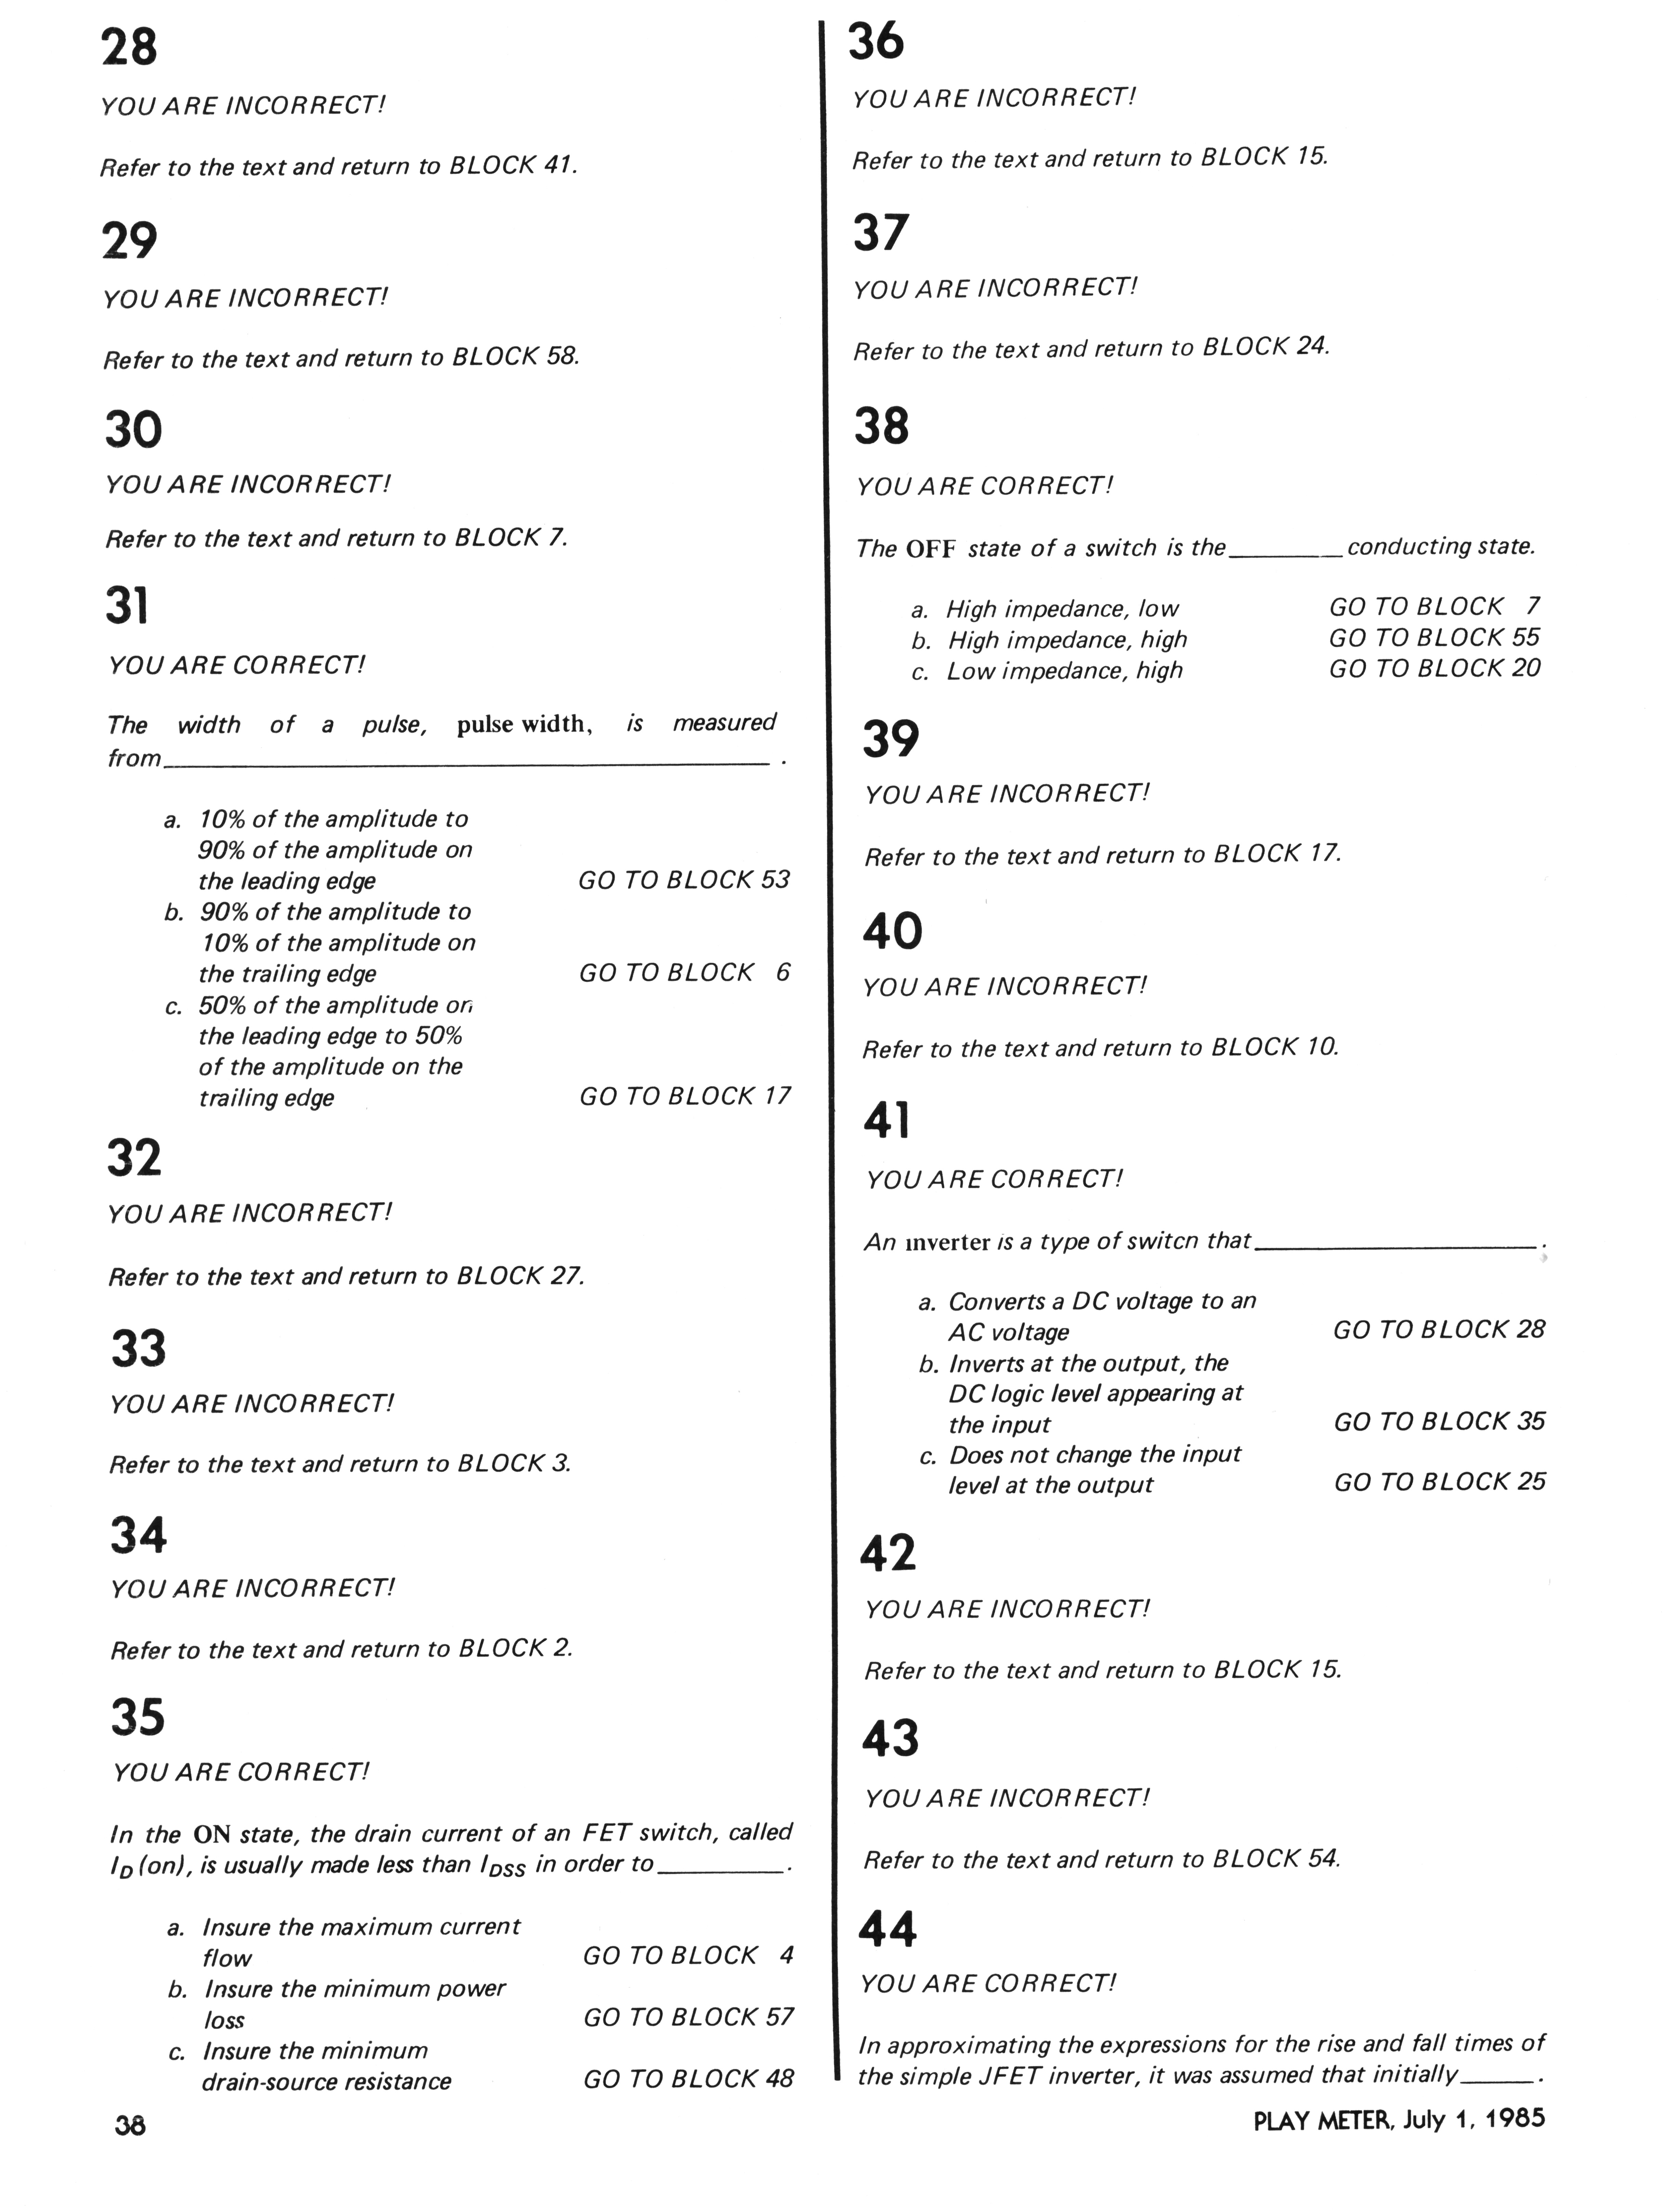 28
YOU ARE INCORRECT!
Refer to the text and return to BLOCK 41.
29
YOU ARE INCORRECT!
Refer to the text and return to BLOCK 58.
30
YOU ARE INCORRECT!
Refer to the text and return to BLOCK 7.
31
YOU ARE CORRECT!
The width of a pulse, pulse width, is measured
from_______________.
a. 10% of the amplitude to
90% of the amplitude on
the leading edge GO TO BLOCK 53
b. 90% of the amplitude to
10% of the amplitude on
the trailing edge GO TO BLOCK 6
c. 50% of the amplitude on
the leading edge to 50%
of the amplitude on the
trailing edge GO TO BLOCK 17
32
YOU ARE INCORRECT!
Refer to the text and return to BLOCK 27.
33
YOU ARE INCORRECT!
Refer to the text and return to BLOCK 3.
34
YOU ARE INCORRECT!
Refer to the text and return to BLOCK 2.
35
YOU ARE CORRECT!
In the ON state, the drain current of an FET switch, called
ID (on), is usually made less than IDSS in order to________.
a. Insure the maximum current
flow GO TO BLOCK 4
b. Insure the minimum power
loss GO TO BLOCK 57
c. Insure the minimum
drain-source resistance GO TO BLOCK 48
36
YOU ARE INCORRECT!
Refer to the text and return to BLOCK 15.
37
YOU ARE INCORRECT!
Refer to the text and return to BLOCK 24.
38
YOU ARE CORRECT!
The OFF state of a switch is the________conducting state.
a. High impedance, low GO TO BLOCK 7
b. High impedance, high GO TO BLOCK 55
c. Low impedance, high GO TO BLOCK 20
39
YOU ARE INCORRECT!
Refer to the text and return to BLOCK 17.
40
YOU ARE INCORRECT!
Refer to the text and return to BLOCK 10.
41
YOU ARE CORRECT!
An inverter is a type of switch that_______________.
a. Converts a DC voltage to an
AC voltage GO TO BLOCK 28
b. Inverts at the output, the
DC logic level appearing at
the input GO TO BLOCK 35
c. Does not change the input
level at the output GO TO BLOCK 25
42
YOU ARE INCORRECT!
Refer to the text and return to BLOCK 15.
43
YOU ARE INCORRECT!
Refer to the text and return to BLOCK 54.
44
YOU ARE CORRECT!
In approximating the expressions for the rise and fall times of
the simple JFET inverter, it was assumed that initially_____.
38
PLAY METER, July 1, 1985